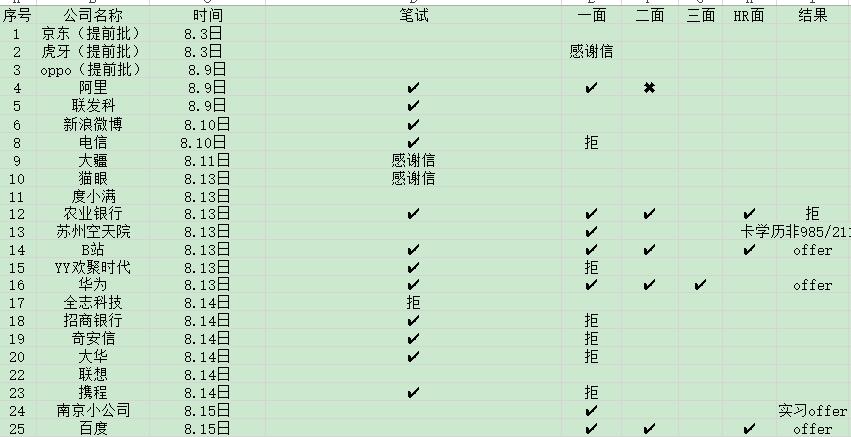 序号 公司名称 时间 笔试 一面 二面 三面 HR面 结果
1 京东（提前批） 8.3日
2 虎牙（提前批） 8.3日 感谢信
3 oppo（提前批） 8.9日
4 阿里 8.9日 ✔ ✔ ✖
5 联发科 8.9日 ✔
6 新浪微博 8.10日 ✔
8 电信 8.10日 ✔ 拒
9 大疆 8.11日 感谢信
10 猫眼 8.13日 感谢信
11 度小满 8.13日
12 农业银行 8.13日 ✔ ✔ ✔ ✔ 拒
13 苏州空天院 8.13日 ✔ 卡学历非985/211
14 B站 8.13日 ✔ ✔ ✔ ✔ offer
15 YY欢聚时代 8.13日 ✔ 拒
16 华为 8.13日 ✔ ✔ ✔ ✔ offer
17 全志科技 8.14日 拒
18 招商银行 8.14日 ✔ 拒
19 奇安信 8.14日 ✔ 拒
20 大华 8.14日 ✔ 拒
22 联想 8.14日
23 携程 8.14日 ✔ 拒
24 南京小公司 8.15日 ✔ 实习offer
25 百度 8.15日 ✔ ✔ ✔ offer